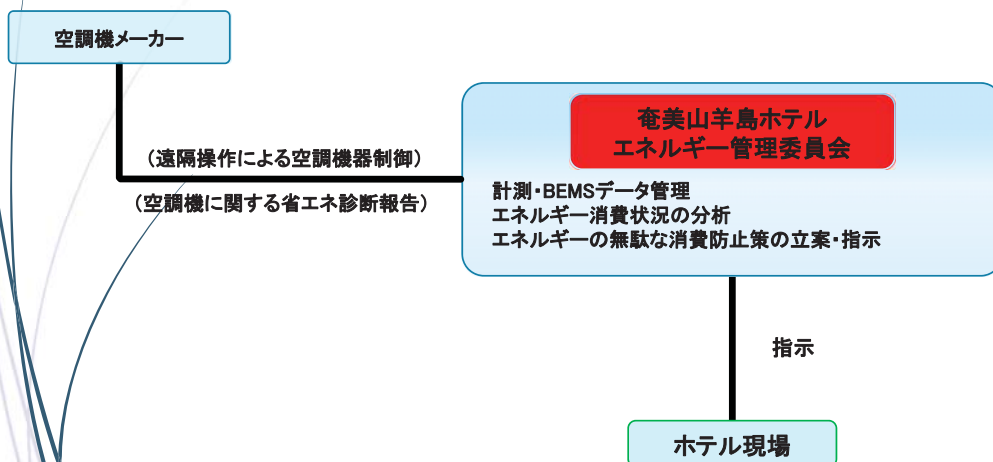 空調機メーカー
奄美山羊島ホテル
エネルギー管理委員会
(遠隔操作による空調機器制御)
(空調機に関する省エネ診断報告)
計測・BEMSデータ管理
エネルギー消費状況の分析
エネルギーの無駄な消費防止策の立案・指示
指示
ホテル現場